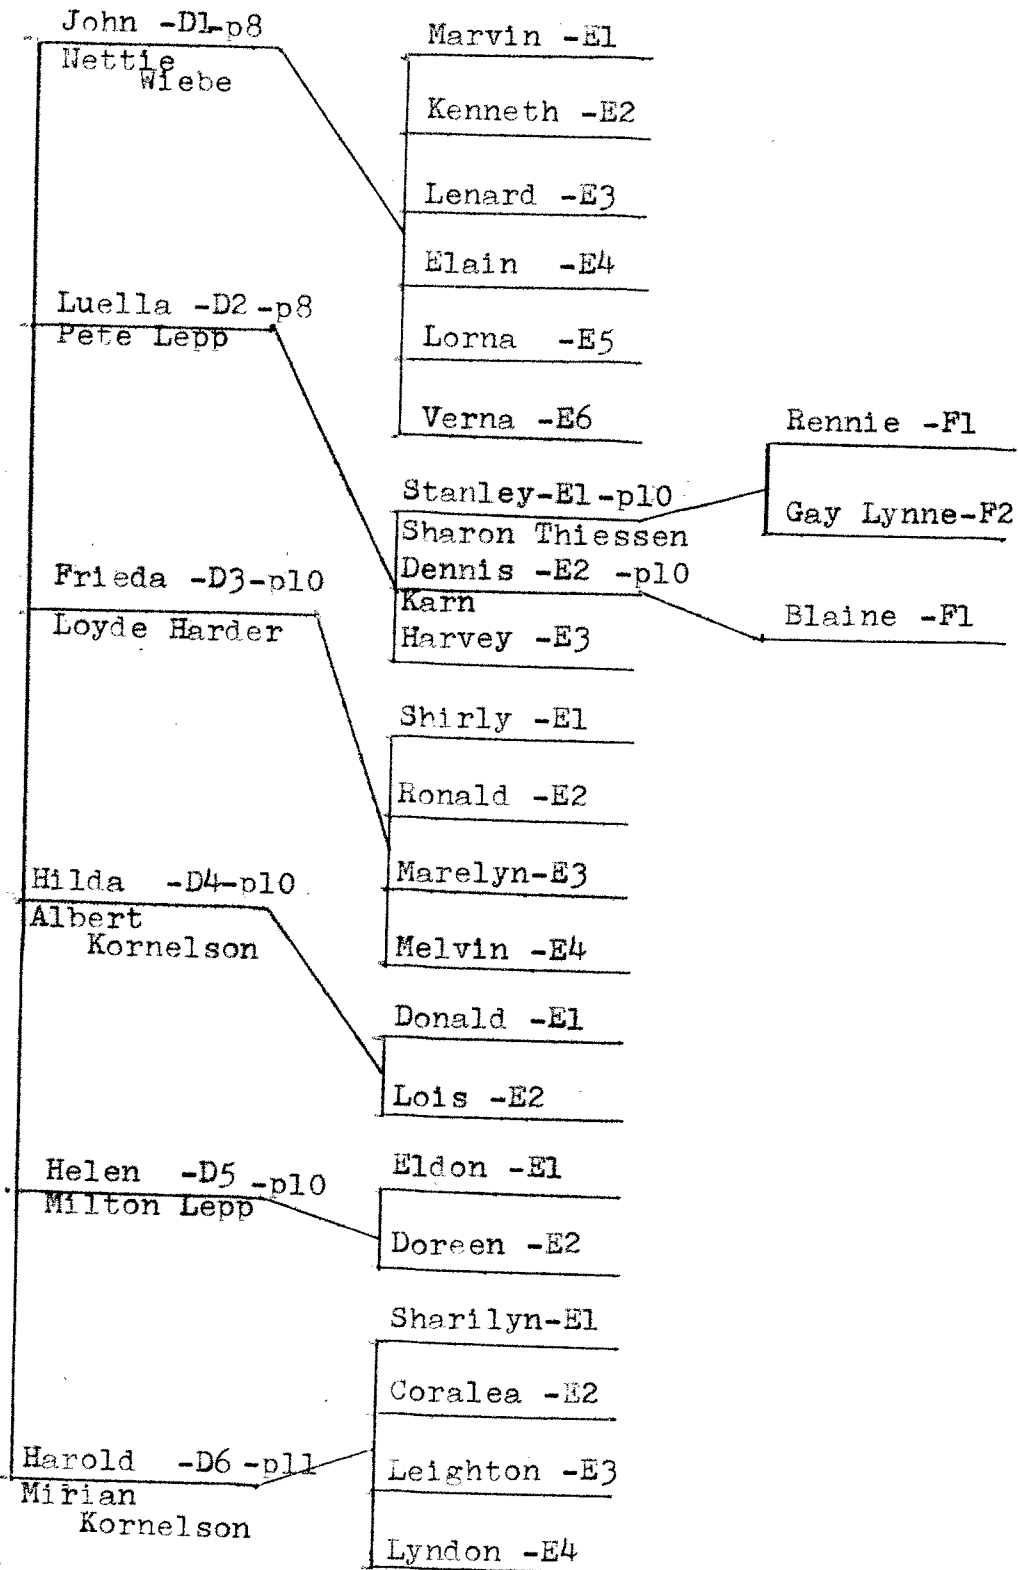 John -D1-p8
Nettie
Wiebe
Marvin -E1
Kenneth -E2
Lenard -E3
Elain -E4
Lorna -E5
Verna -E6
Luella -D2-p8
Pete Lepp
Stanley-E1-p10
Sharon Thiessen
Rennie -F1
Gay Lynne-F2
Dennis -E2 -p10
Karn
Blaine -F1
Harvey -E3
Frieda -D3-p10
Loyde Harder
Shirly -E1
Ronald -E2
Marelyn-E3
Melvin -E4
Hilda -D4-p10
Albert
Kornelson
Donald -E1
Lois -E2
Helen -D5 -p10
Milton Lepp
Eldon -E1
Doreen -E2
Harold -D6 -p11
Mirian
Kornelson
Sharilyn-E1
Coralea -E2
Leighton -E3
Lyndon -E4